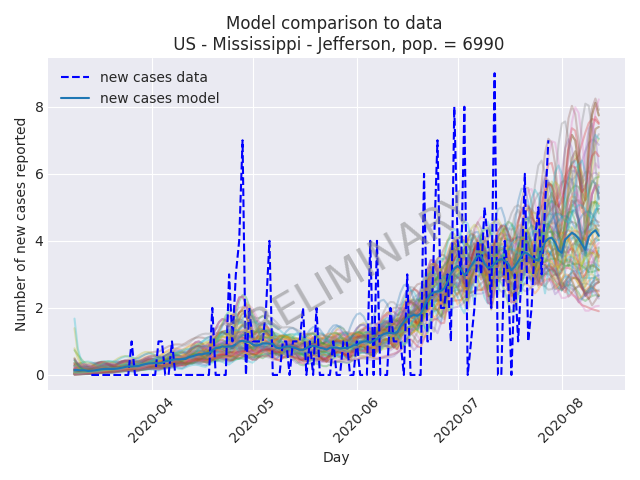 Model comparison to data
US - Mississippi - Jefferson, pop. = 6990
new cases data
new cases model
Number of new cases reported
8
6
4
2
0
PRELIMINARY
2020-04
2020-05
2020-06
2020-07
2020-08
Day